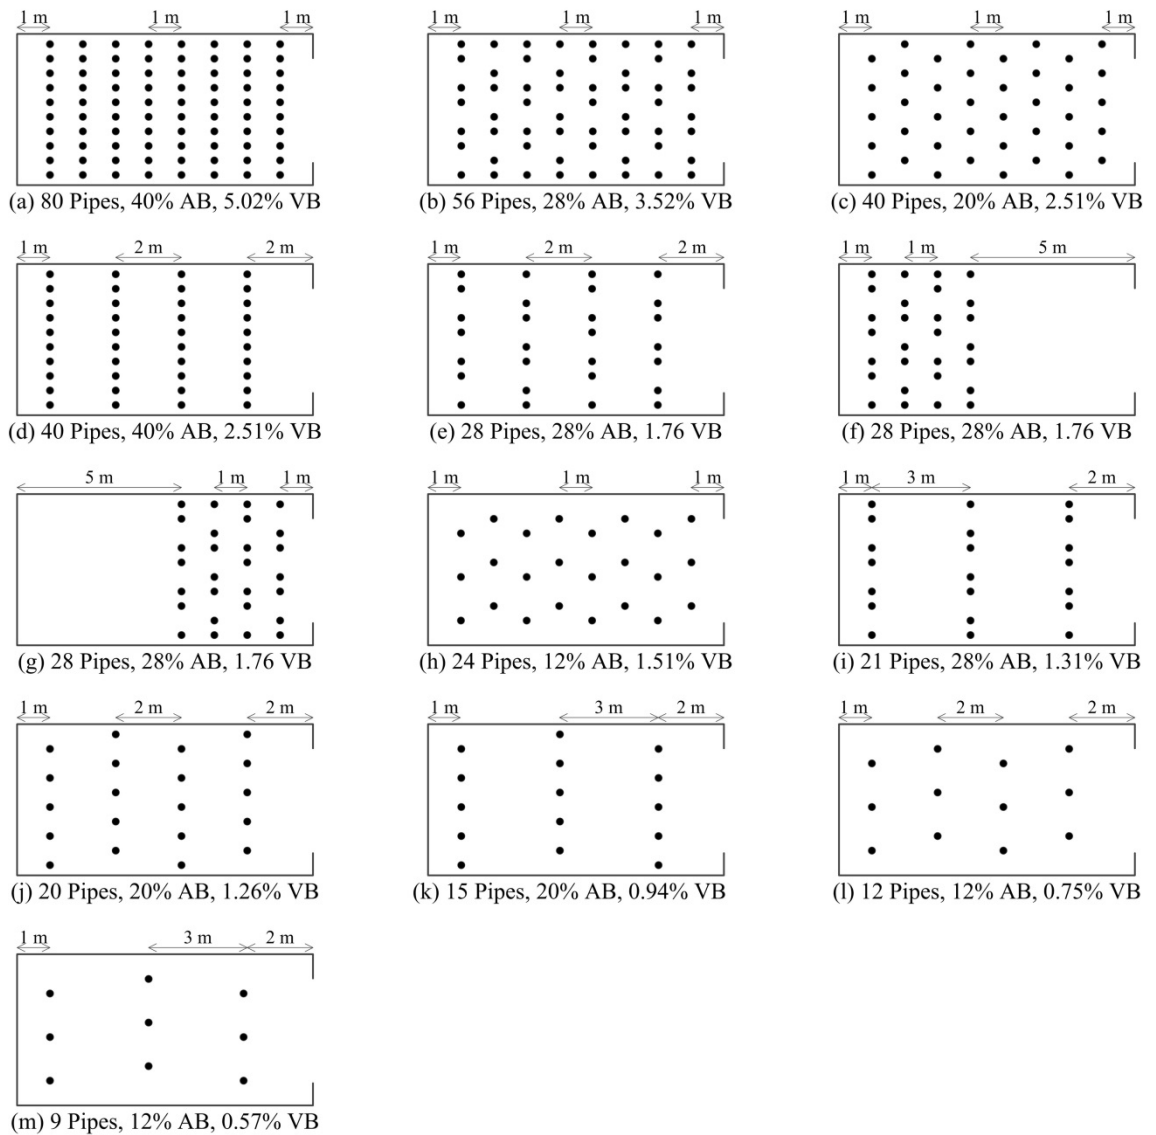 1 m 1 m 1 m 1 m 1 m 1 m 1 m 1 m 1 m
(a) 80 Pipes, 40% AB, 5.02% VB (b) 56 Pipes, 28% AB, 3.52% VB (c) 40 Pipes, 20% AB, 2.51% VB
1 m 2 m 2 m 1 m 2 m 2 m 1 m 1 m 5 m
(d) 40 Pipes, 40% AB, 2.51% VB (e) 28 Pipes, 28% AB, 1.76 VB (f) 28 Pipes, 28% AB, 1.76 VB
5 m 1 m 1 m 1 m 1 m 1 m 1 m 3 m 2 m
(g) 28 Pipes, 28% AB, 1.76 VB (h) 24 Pipes, 12% AB, 1.51% VB (i) 21 Pipes, 28% AB, 1.31% VB
1 m 2 m 2 m 1 m 3 m 2 m 1 m 2 m 2 m
(j) 20 Pipes, 20% AB, 1.26% VB (k) 15 Pipes, 20% AB, 0.94% VB (l) 12 Pipes, 12% AB, 0.75% VB
1 m 3 m 2 m
(m) 9 Pipes, 12% AB, 0.57% VB